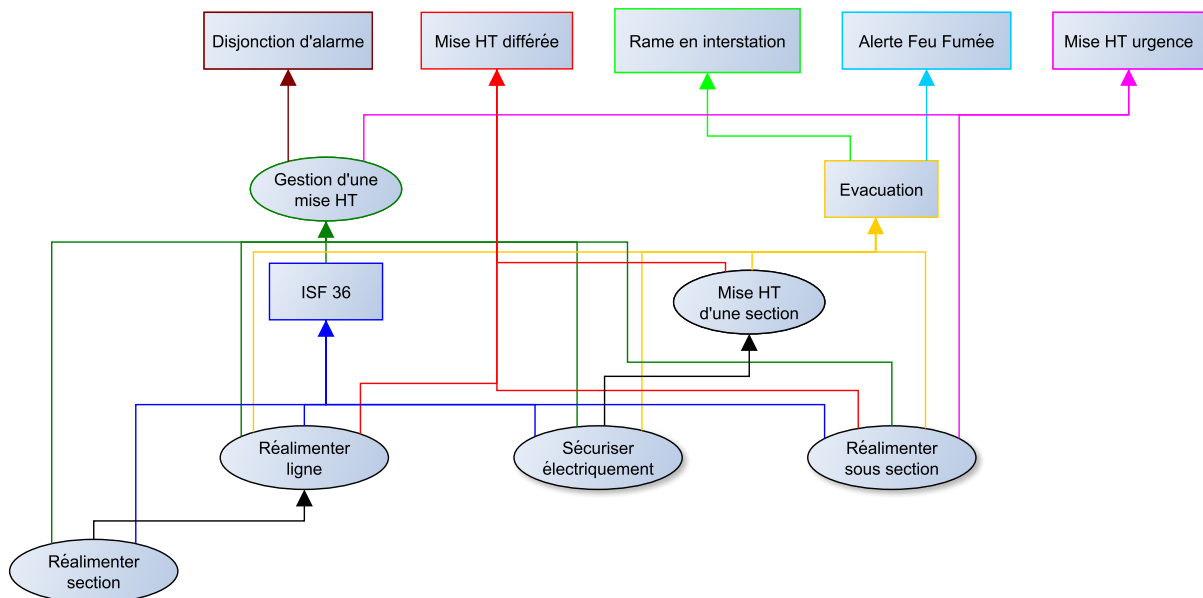 Disjonction d'alarme
Mise HT différée
Rame en interstation
Alerte Feu Fumée
Mise HT urgence
Gestion d'une
mise HT
Evacuation
ISF 36
Mise HT
d'une section
Réalimenter
ligne
Sécuriser
électriquement
Réalimenter
sous section
Réalimenter
section